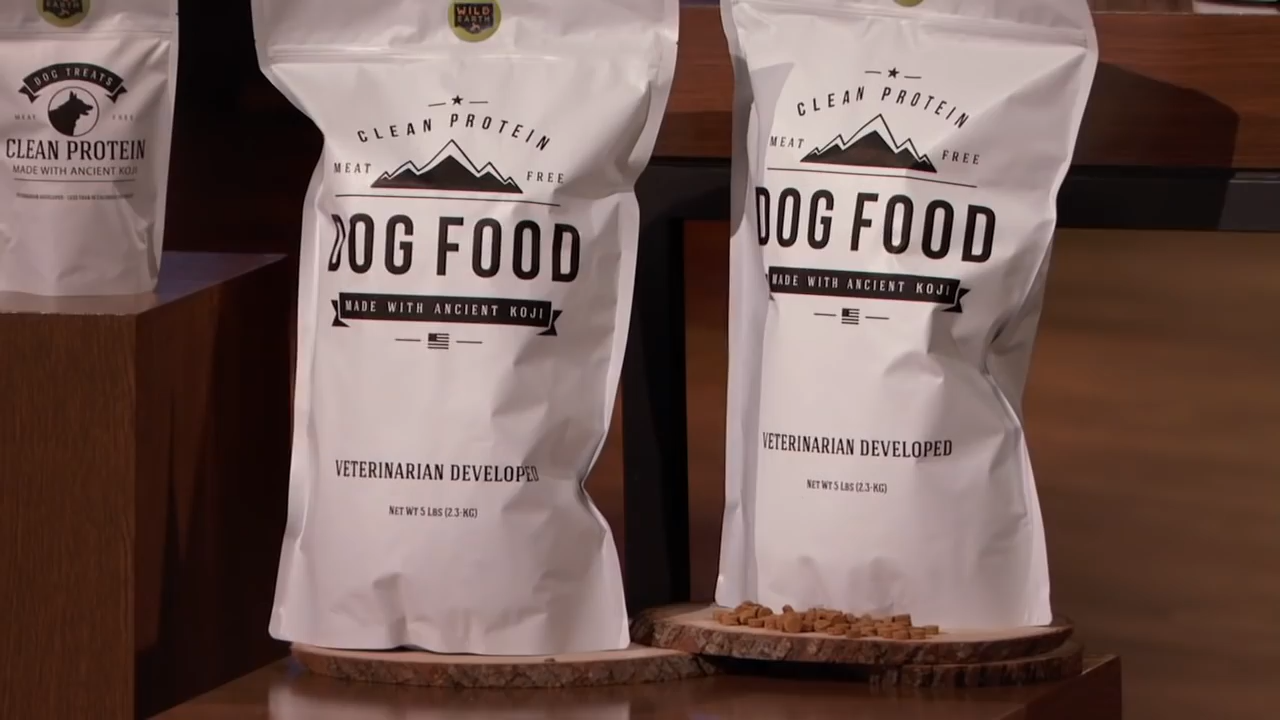 DOG TREATS
MEAT FREE
CLEAN PROTEIN
MADE WITH ANCIENT KOJI
WILD
EARTH
CLEAN PROTEIN
MEAT FREE
DOG FOOD
MADE WITH ANCIENT KOJI
VETERINARIAN DEVELOPED
NET WT 5 LBS (2.3-KG)
CLEAN PROTEIN
MEAT FREE
DOG FOOD
MADE WITH ANCIENT KOJI
VETERINARIAN DEVELOPED
NET WT 5 LBS (2.3-KG)